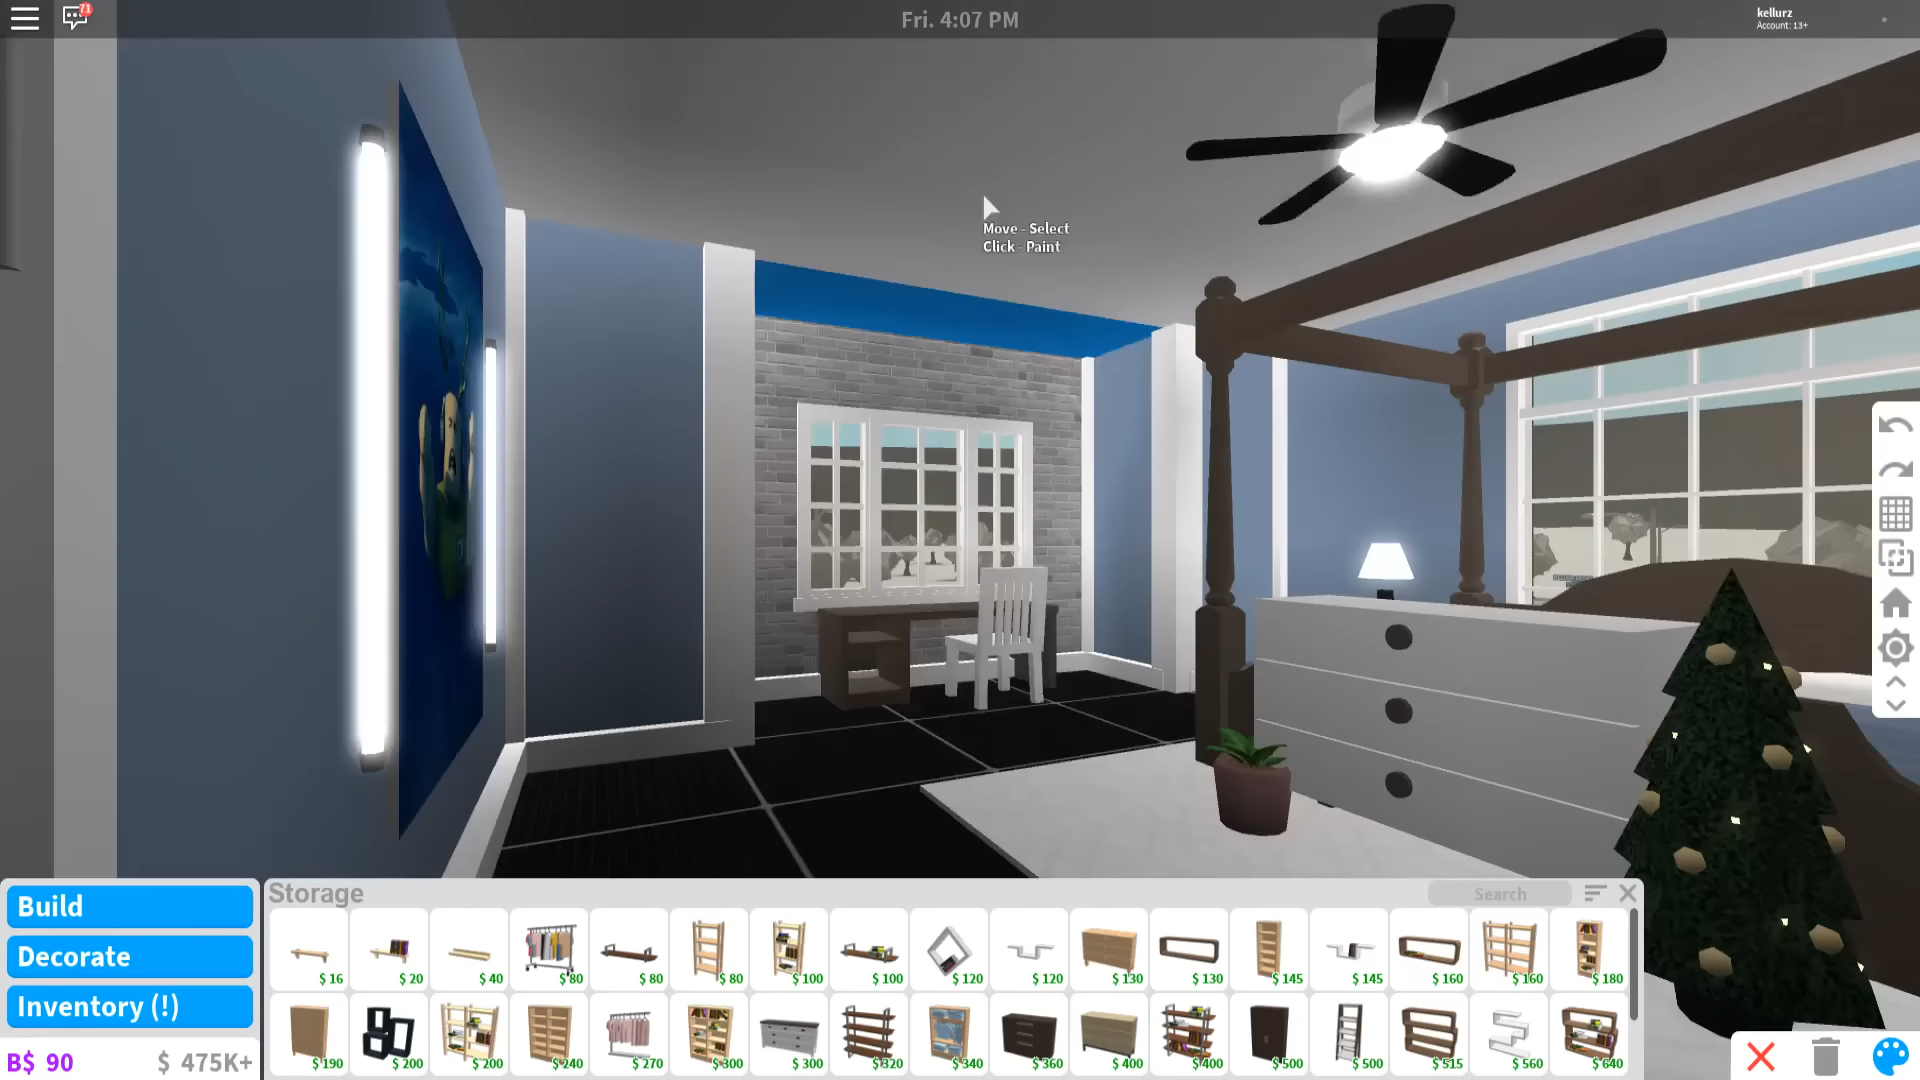 71
Fri. 4:07 PM
kellurz
Account: 13+
Move - Select
Click - Paint
Build
Decorate
Inventory (!)
B$ 90
$ 475K+
Storage
Search
$ 16
$ 20
$ 40
$ 80
$ 80
$ 80
$ 100
$ 100
$ 120
$ 120
$ 130
$ 130
$ 145
$ 145
$ 160
$ 160
$ 180
$ 190
$ 200
$ 200
$ 240
$ 270
$ 300
$ 300
$ 320
$ 340
$ 360
$ 400
$ 400
$ 500
$ 500
$ 515
$ 560
$ 640